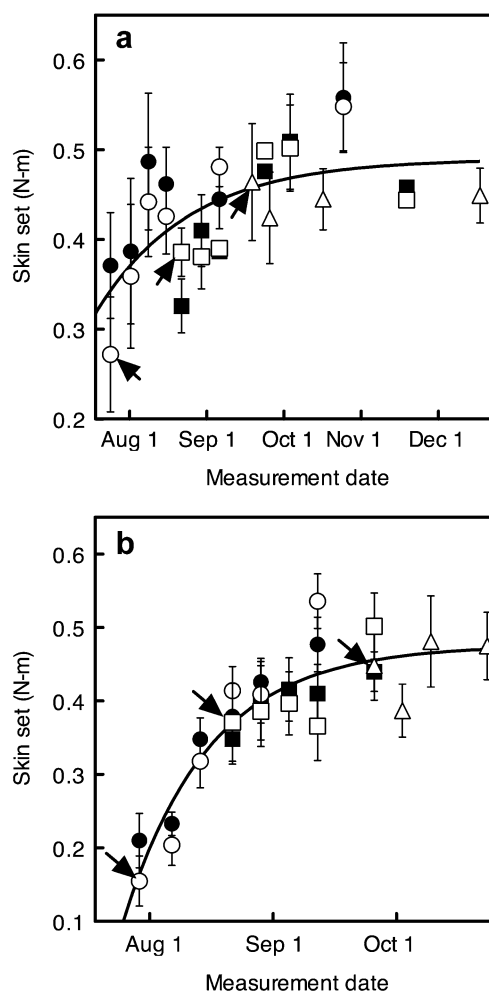 a
0.6
0.5
0.4
0.3
0.2
Skin set (N-m)
Aug 1 Sep 1 Oct 1 Nov 1 Dec 1
Measurement date
b
0.6
0.5
0.4
0.3
0.2
0.1
Skin set (N-m)
Aug 1 Sep 1 Oct 1
Measurement date